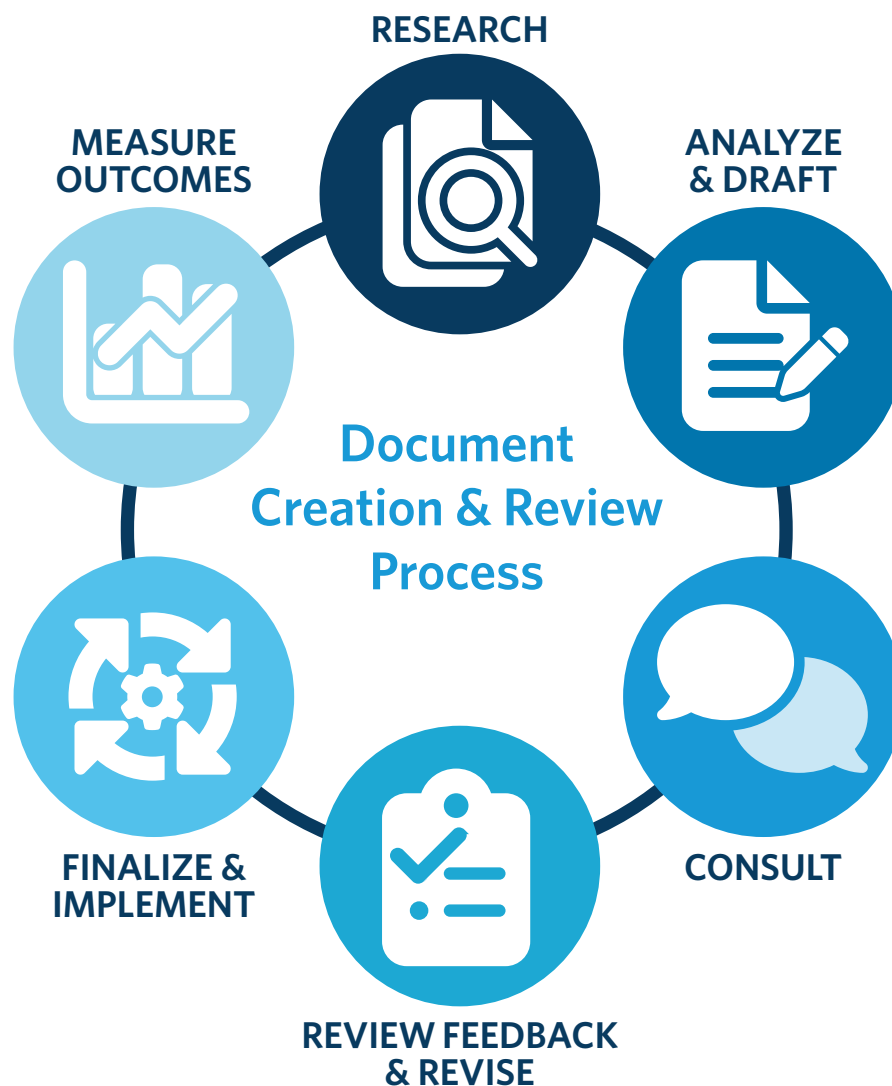 RESEARCH
ANALYZE
& DRAFT
CONSULT
REVIEW FEEDBACK
& REVISE
FINALIZE &
IMPLEMENT
MEASURE
OUTCOMES
Document
Creation & Review
Process